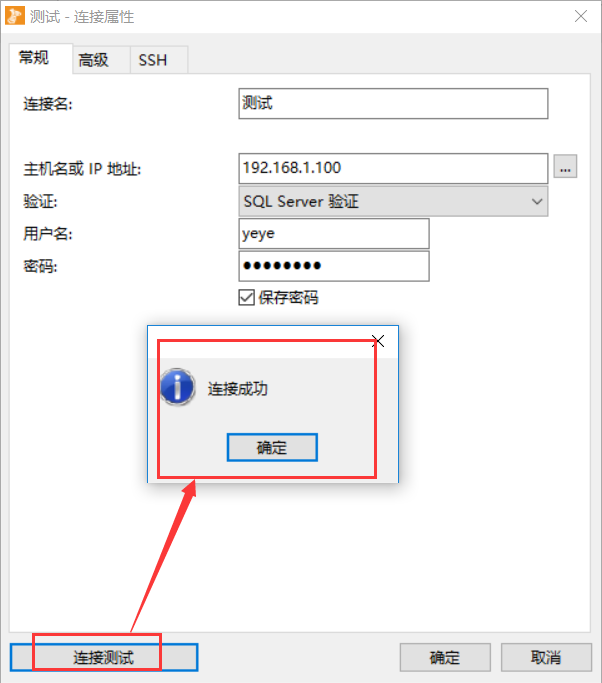 测试 - 连接属性
常规 高级 SSH
连接名: 测试
主机名或 IP 地址: 192.168.1.100 ...
验证: SQL Server 验证
用户名: yeye
密码: ●●●●●●●●
保存密码
连接成功
确定
连接测试 确定 取消